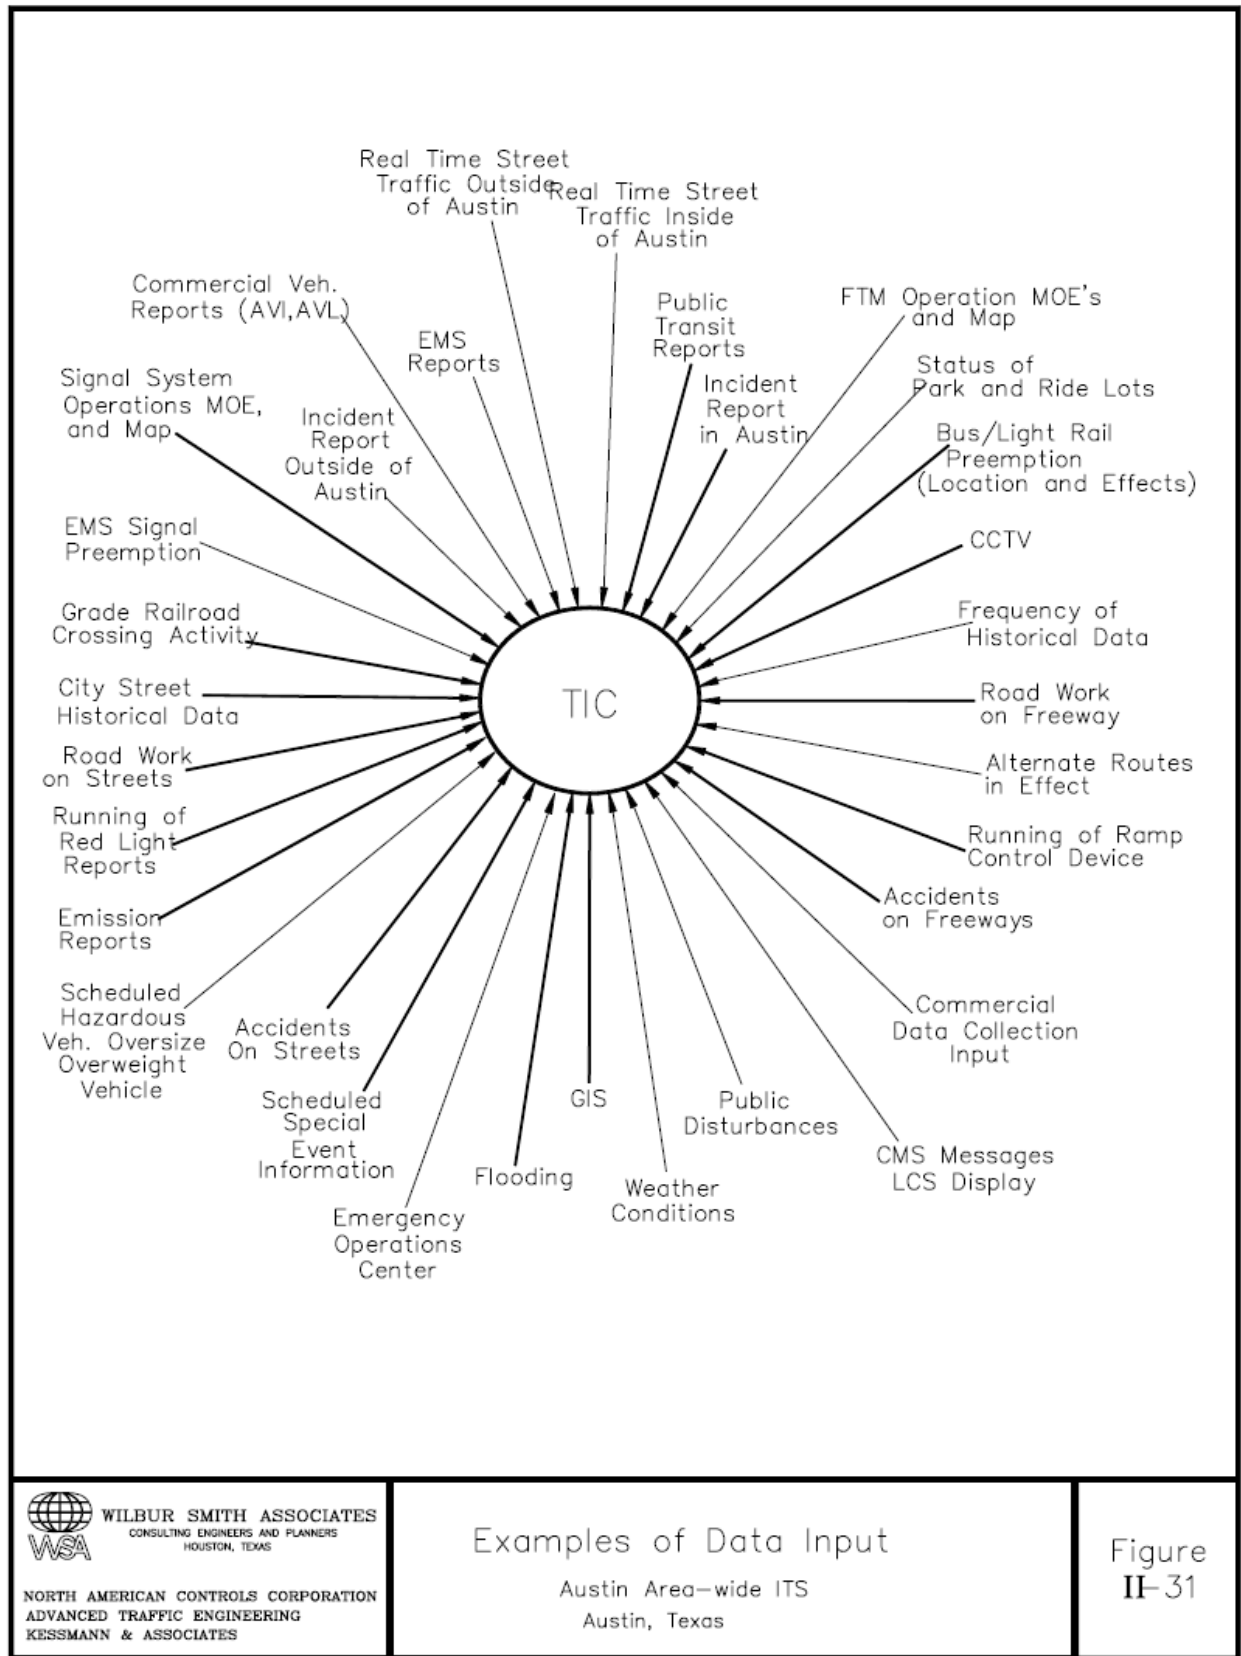 Real Time Street
Traffic Outside
of Austin
Real Time Street
Traffic Inside
of Austin
Commercial Veh.
Reports (AVI,AVL)
EMS
Reports
Public
Transit
Reports
FTM Operation MOE's
and Map
Signal System
Operations MOE,
and Map
Incident
Report
Outside of
Austin
Incident
Report
in Austin
Status of
Park and Ride Lots
Bus/Light Rail
Preemption
(Location and Effects)
EMS Signal
Preemption
CCTV
Grade Railroad
Crossing Activity
Frequency of
Historical Data
City Street
Historical Data
TIC
Road Work
on Freeway
Road Work
on Streets
Alternate Routes
in Effect
Running of
Red Light
Reports
Running of Ramp
Control Device
Emission
Reports
Accidents
on Freeways
Scheduled
Hazardous
Veh. Oversize
Overweight
Vehicle
Accidents
On Streets
Commercial
Data Collection
Input
Scheduled
Special
Event
Information
GIS
Public
Disturbances
Flooding
Weather
Conditions
CMS Messages
LCS Display
Emergency
Operations
Center
WSA
WILBUR SMITH ASSOCIATES
CONSULTING ENGINEERS AND PLANNERS
HOUSTON, TEXAS
NORTH AMERICAN CONTROLS CORPORATION
ADVANCED TRAFFIC ENGINEERING
KESSMANN & ASSOCIATES
Examples of Data Input
Austin Area-wide ITS
Austin, Texas
Figure
II-31